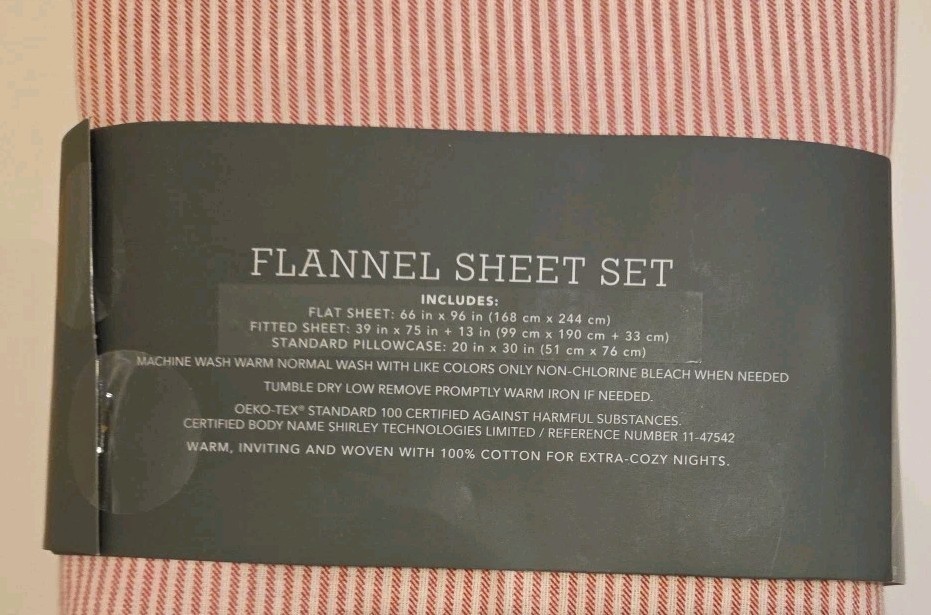 FLANNEL SHEET SET
INCLUDES:
FLAT SHEET: 66 in x 96 in (168 cm x 244 cm)
FITTED SHEET: 39 in x 75 in + 13 in (99 cm x 190 cm + 33 cm)
STANDARD PILLOWCASE: 20 in x 30 in (51 cm x 76 cm)
MACHINE WASH WARM NORMAL WASH WITH LIKE COLORS ONLY NON-CHLORINE BLEACH WHEN NEEDED
TUMBLE DRY LOW REMOVE PROMPTLY WARM IRON IF NEEDED.
OEKO-TEX® STANDARD 100 CERTIFIED AGAINST HARMFUL SUBSTANCES.
CERTIFIED BODY NAME SHIRLEY TECHNOLOGIES LIMITED / REFERENCE NUMBER 11-47542
WARM, INVITING AND WOVEN WITH 100% COTTON FOR EXTRA-COZY NIGHTS.